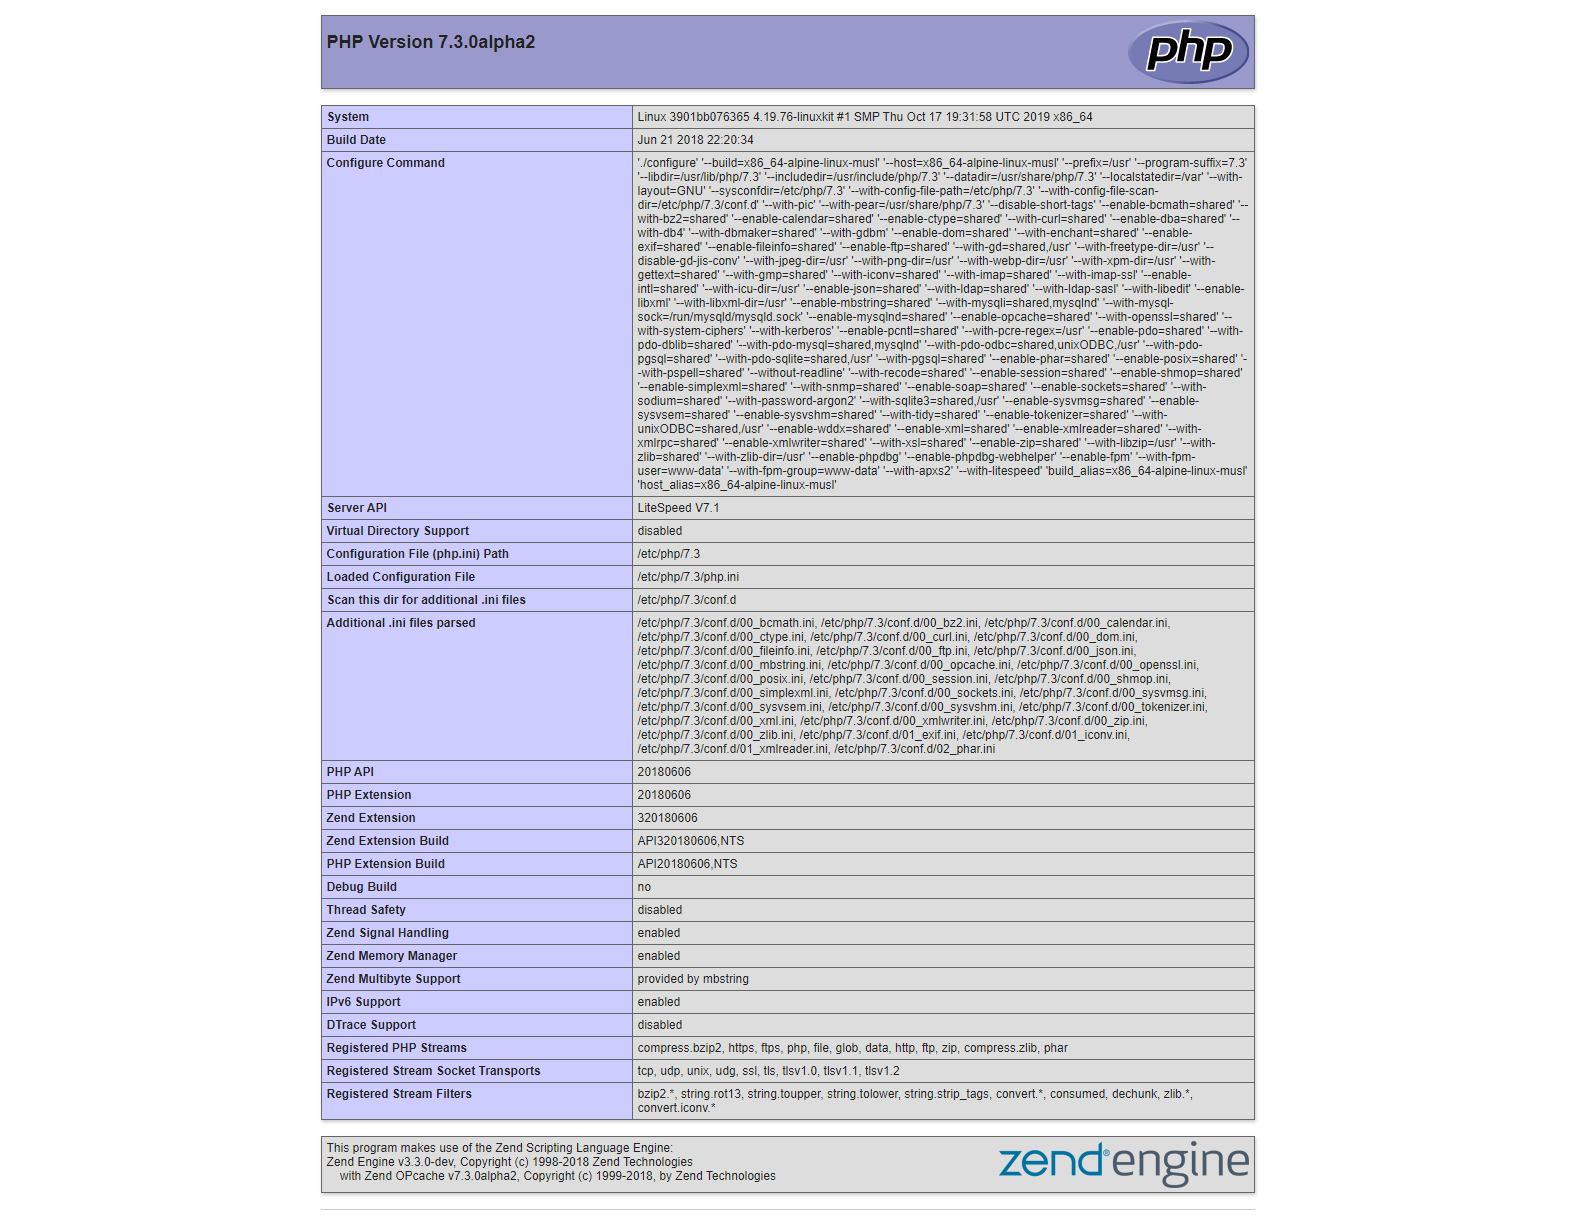 PHP Version 7.3.0alpha2
php
System Linux 3901bb076365 4.19.76-linuxkit #1 SMP Thu Oct 17 19:31:58 UTC 2019 x86_64
Build Date Jun 21 2018 22:20:34
Configure Command './configure' '--build=x86_64-alpine-linux-musl' '--host=x86_64-alpine-linux-musl' '--prefix=/usr' '--program-suffix=7.3'
'--libdir=/usr/lib/php/7.3' '--includedir=/usr/include/php/7.3' '--datadir=/usr/share/php/7.3' '--localstatedir=/var' '--with-
layout=GNU' '--sysconfdir=/etc/php/7.3' '--with-config-file-path=/etc/php/7.3' '--with-config-file-scan-
dir=/etc/php/7.3/conf.d' '--with-pic' '--with-pear=/usr/share/php/7.3' '--disable-short-tags' '--enable-bcmath=shared' '--
with-bz2=shared' '--enable-calendar=shared' '--enable-ctype=shared' '--with-curl=shared' '--enable-dba=shared' '--
with-db4' '--with-dbmaker=shared' '--with-gdbm' '--enable-dom=shared' '--with-enchant=shared' '--enable-
exif=shared' '--enable-fileinfo=shared' '--enable-ftp=shared' '--with-gd=shared,/usr' '--with-freetype-dir=/usr' '--
disable-gd-jis-conv' '--with-jpeg-dir=/usr' '--with-png-dir=/usr' '--with-webp-dir=/usr' '--with-xpm-dir=/usr' '--with-
gettext=shared' '--with-gmp=shared' '--with-iconv=shared' '--with-imap=shared' '--with-imap-ssl' '--enable-
intl=shared' '--with-icu-dir=/usr' '--enable-json=shared' '--with-ldap=shared' '--with-ldap-sasl' '--with-libedit' '--enable-
libxml' '--with-libxml-dir=/usr' '--enable-mbstring=shared' '--with-mysqli=shared,mysqlnd' '--with-mysql-
sock=/run/mysqld/mysqld.sock' '--enable-mysqlnd=shared' '--enable-opcache=shared' '--with-openssl=shared' '--
with-system-ciphers' '--with-kerberos' '--enable-pcntl=shared' '--with-pcre-regex=/usr' '--enable-pdo=shared' '--with-
pdo-dblib=shared' '--with-pdo-mysql=shared,mysqlnd' '--with-pdo-odbc=shared,unixODBC,/usr' '--with-pdo-
pgsql=shared' '--with-pdo-sqlite=shared,/usr' '--with-pgsql=shared' '--enable-phar=shared' '--enable-posix=shared' '-
-with-pspell=shared' '--without-readline' '--with-recode=shared' '--enable-session=shared' '--enable-shmop=shared'
'--enable-simplexml=shared' '--with-snmp=shared' '--enable-soap=shared' '--enable-sockets=shared' '--with-
sodium=shared' '--with-password-argon2' '--with-sqlite3=shared,/usr' '--enable-sysvmsg=shared' '--enable-
sysvsem=shared' '--enable-sysvshm=shared' '--with-tidy=shared' '--enable-tokenizer=shared' '--with-
unixODBC=shared,/usr' '--enable-wddx=shared' '--enable-xml=shared' '--enable-xmlreader=shared' '--with-
xmlrpc=shared' '--enable-xmlwriter=shared' '--with-xsl=shared' '--enable-zip=shared' '--with-libzip=/usr' '--with-
zlib=shared' '--with-zlib-dir=/usr' '--enable-phpdbg' '--enable-phpdbg-webhelper' '--enable-fpm' '--with-fpm-
user=www-data' '--with-fpm-group=www-data' '--with-apxs2' '--with-litespeed' 'build_alias=x86_64-alpine-linux-musl'
'host_alias=x86_64-alpine-linux-musl'
Server API LiteSpeed V7.1
Virtual Directory Support disabled
Configuration File (php.ini) Path /etc/php/7.3
Loaded Configuration File /etc/php/7.3/php.ini
Scan this dir for additional .ini files /etc/php/7.3/conf.d
Additional .ini files parsed /etc/php/7.3/conf.d/00_bcmath.ini, /etc/php/7.3/conf.d/00_bz2.ini, /etc/php/7.3/conf.d/00_calendar.ini,
/etc/php/7.3/conf.d/00_ctype.ini, /etc/php/7.3/conf.d/00_curl.ini, /etc/php/7.3/conf.d/00_dom.ini,
/etc/php/7.3/conf.d/00_fileinfo.ini, /etc/php/7.3/conf.d/00_ftp.ini, /etc/php/7.3/conf.d/00_json.ini,
/etc/php/7.3/conf.d/00_mbstring.ini, /etc/php/7.3/conf.d/00_opcache.ini, /etc/php/7.3/conf.d/00_openssl.ini,
/etc/php/7.3/conf.d/00_posix.ini, /etc/php/7.3/conf.d/00_session.ini, /etc/php/7.3/conf.d/00_shmop.ini,
/etc/php/7.3/conf.d/00_simplexml.ini, /etc/php/7.3/conf.d/00_sockets.ini, /etc/php/7.3/conf.d/00_sysvmsg.ini,
/etc/php/7.3/conf.d/00_sysvsem.ini, /etc/php/7.3/conf.d/00_sysvshm.ini, /etc/php/7.3/conf.d/00_tokenizer.ini,
/etc/php/7.3/conf.d/00_xml.ini, /etc/php/7.3/conf.d/00_xmlwriter.ini, /etc/php/7.3/conf.d/00_zip.ini,
/etc/php/7.3/conf.d/00_zlib.ini, /etc/php/7.3/conf.d/01_exif.ini, /etc/php/7.3/conf.d/01_iconv.ini,
/etc/php/7.3/conf.d/01_xmlreader.ini, /etc/php/7.3/conf.d/02_phar.ini
PHP API 20180606
PHP Extension 20180606
Zend Extension 320180606
Zend Extension Build API320180606,NTS
PHP Extension Build API20180606,NTS
Debug Build no
Thread Safety disabled
Zend Signal Handling enabled
Zend Memory Manager enabled
Zend Multibyte Support provided by mbstring
IPv6 Support enabled
DTrace Support disabled
Registered PHP Streams compress.bzip2, https, ftps, php, file, glob, data, http, ftp, zip, compress.zlib, phar
Registered Stream Socket Transports tcp, udp, unix, udg, ssl, tls, tlsv1.0, tlsv1.1, tlsv1.2
Registered Stream Filters bzip2.*, string.rot13, string.toupper, string.tolower, string.strip_tags, convert.*, consumed, dechunk, zlib.*,
convert.iconv.*
This program makes use of the Zend Scripting Language Engine:
Zend Engine v3.3.0-dev, Copyright (c) 1998-2018 Zend Technologies
with Zend OPcache v7.3.0alpha2, Copyright (c) 1999-2018, by Zend Technologies
zend® engine